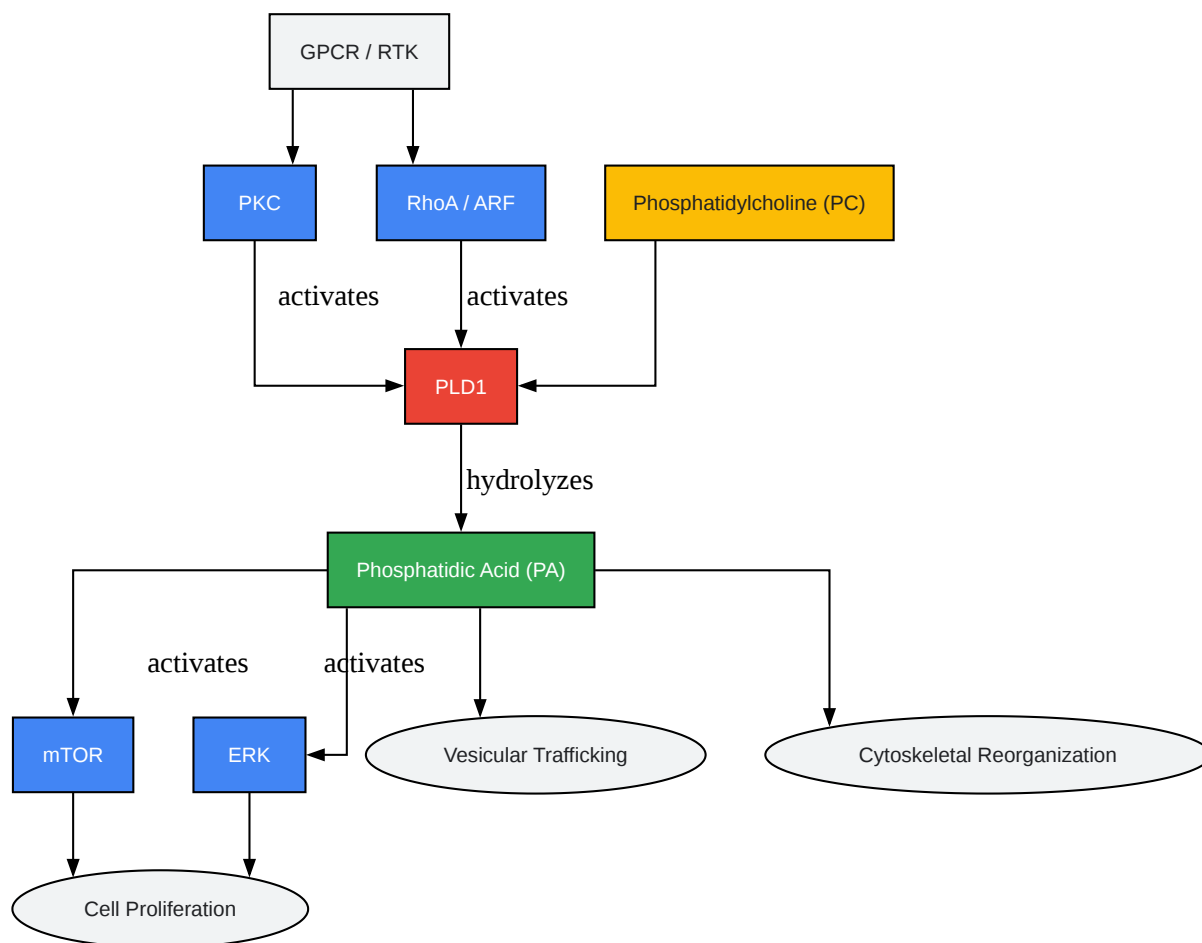 GPCR / RTK
PKC
RhoA / ARF
Phosphatidylcholine (PC)
activates
activates
PLD1
hydrolyzes
Phosphatidic Acid (PA)
activates
activates
mTOR
ERK
Vesicular Trafficking
Cytoskeletal Reorganization
Cell Proliferation